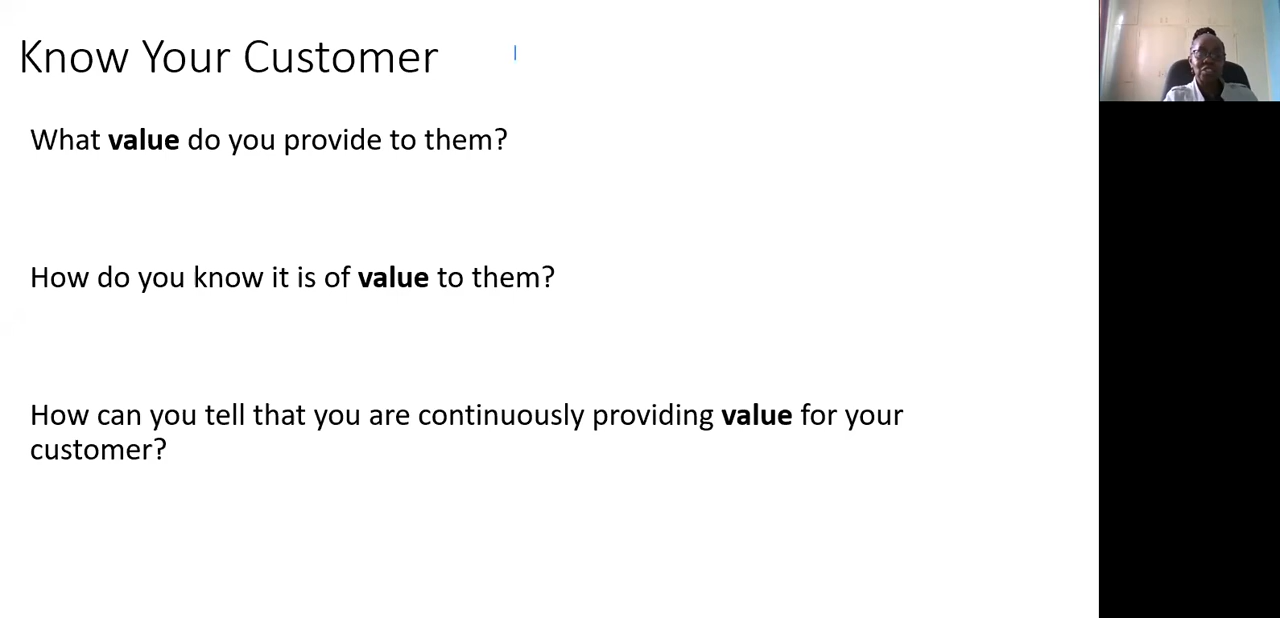 Know Your Customer
What value do you provide to them?
How do you know it is of value to them?
How can you tell that you are continuously providing value for your
customer?